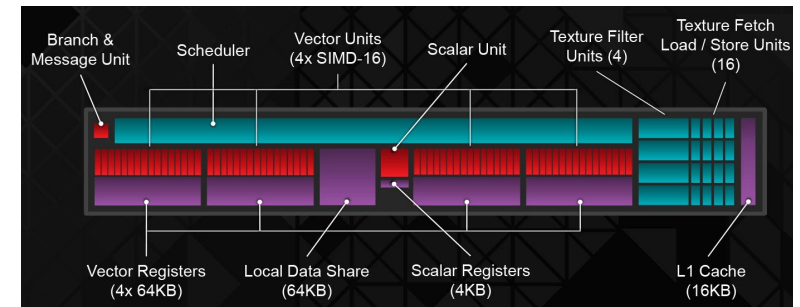 Branch &
Message Unit
Scheduler
Vector Units
(4x SIMD-16)
Scalar Unit
Texture Filter
Units (4)
Texture Fetch
Load / Store Units
(16)
Vector Registers
(4x 64KB)
Local Data Share
(64KB)
Scalar Registers
(4KB)
L1 Cache
(16KB)